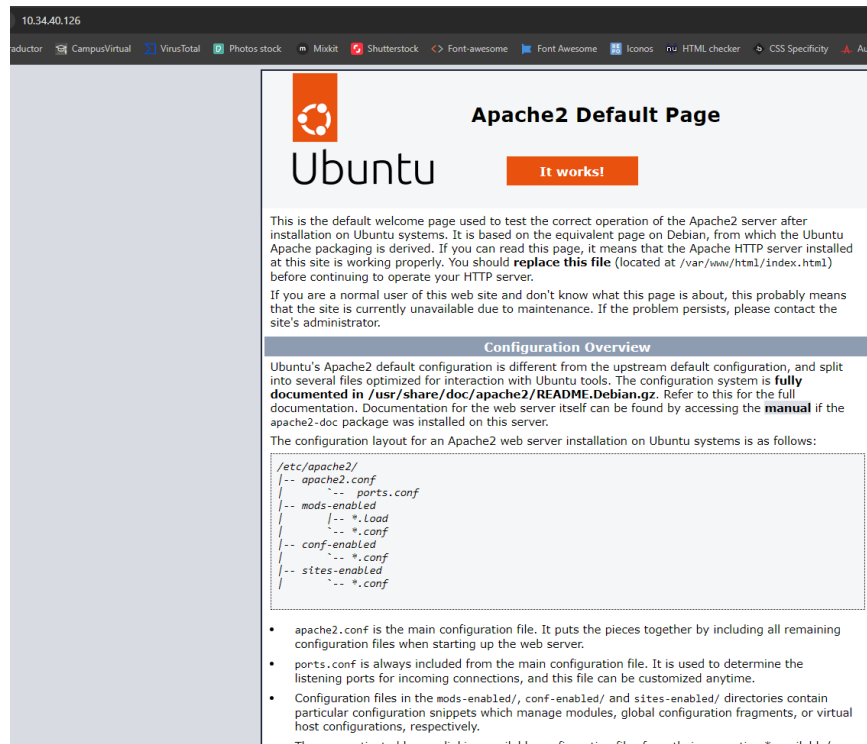 10.34.40.126
raductor CampusVirtual VirusTotal Photos stock Mixkit Shutterstock Font-awesome Font Awesome Iconos HTML checker CSS Specificity
Apache2 Default Page
Ubuntu
It works!
This is the default welcome page used to test the correct operation of the Apache2 server after
installation on Ubuntu systems. It is based on the equivalent page on Debian, from which the Ubuntu
Apache packaging is derived. If you can read this page, it means that the Apache HTTP server installed
at this site is working properly. You should replace this file (located at /var/www/html/index.html)
before continuing to operate your HTTP server.
If you are a normal user of this web site and don't know what this page is about, this probably means
that the site is currently unavailable due to maintenance. If the problem persists, please contact the
site's administrator.
Configuration Overview
Ubuntu's Apache2 default configuration is different from the upstream default configuration, and split
into several files optimized for interaction with Ubuntu tools. The configuration system is fully
documented in /usr/share/doc/apache2/README.Debian.gz. Refer to this for the full
documentation. Documentation for the web server itself can be found by accessing the manual if the
apache2-doc package was installed on this server.
The configuration layout for an Apache2 web server installation on Ubuntu systems is as follows:
/etc/apache2/
|-- apache2.conf
|       `-- ports.conf
|-- mods-enabled
|       |-- *.load
|       `-- *.conf
|-- conf-enabled
|       `-- *.conf
|-- sites-enabled
|       `-- *.conf
• apache2.conf is the main configuration file. It puts the pieces together by including all remaining
configuration files when starting up the web server.
• ports.conf is always included from the main configuration file. It is used to determine the
listening ports for incoming connections, and this file can be customized anytime.
• Configuration files in the mods-enabled/, conf-enabled/ and sites-enabled/ directories contain
particular configuration snippets which manage modules, global configuration fragments, or virtual
host configurations, respectively.